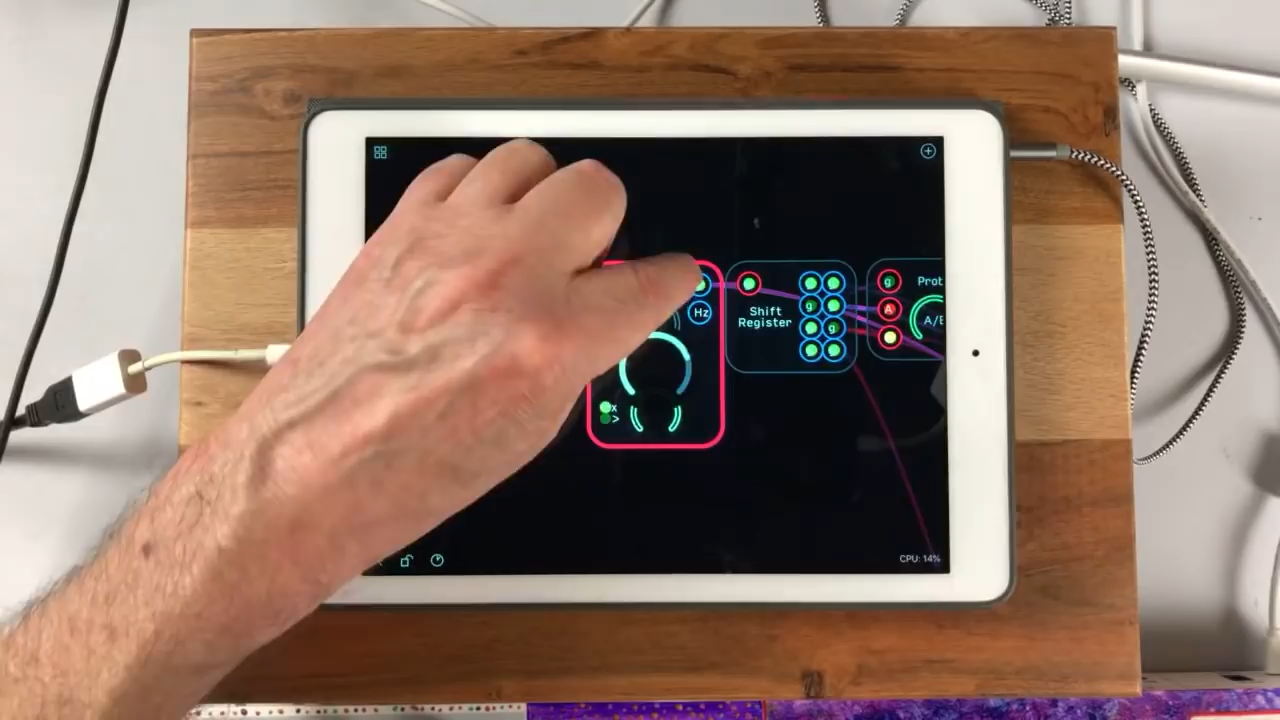 Hz
Shift
Register
g
g
g
A
Prot
A/B
x
>
CPU: 14%